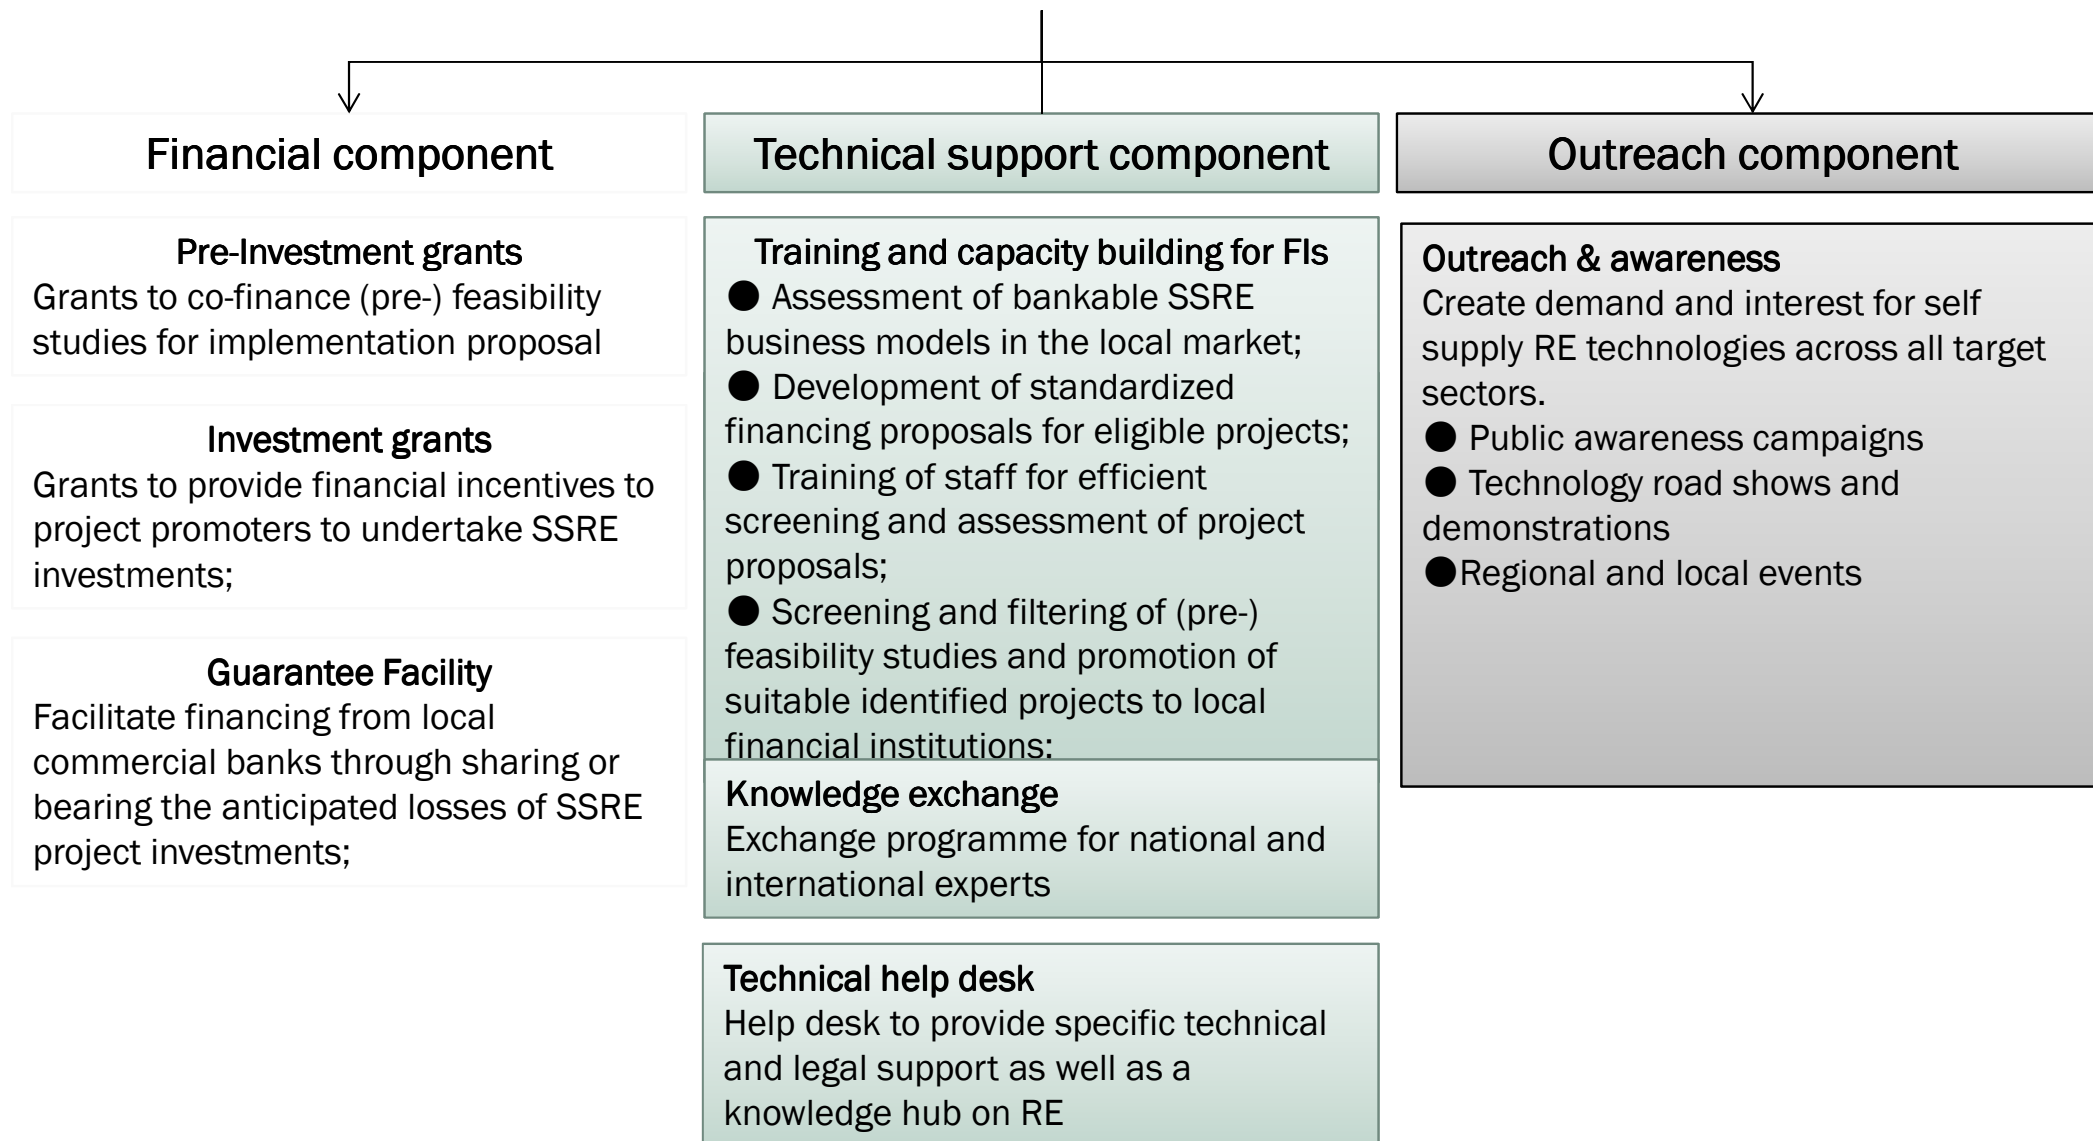 Financial component
Pre-Investment grants
Grants to co-finance (pre-) feasibility
studies for implementation proposal
Investment grants
Grants to provide financial incentives to
project promoters to undertake SSRE
investments;
Guarantee Facility
Facilitate financing from local
commercial banks through sharing or
bearing the anticipated losses of SSRE
project investments;
Technical support component
Training and capacity building for FIs
● Assessment of bankable SSRE
business models in the local market;
● Development of standardized
financing proposals for eligible projects;
● Training of staff for efficient
screening and assessment of project
proposals;
● Screening and filtering of (pre-)
feasibility studies and promotion of
suitable identified projects to local
financial institutions;
Knowledge exchange
Exchange programme for national and
international experts
Technical help desk
Help desk to provide specific technical
and legal support as well as a
knowledge hub on RE
Outreach component
Outreach & awareness
Create demand and interest for self
supply RE technologies across all target
sectors.
● Public awareness campaigns
● Technology road shows and
demonstrations
●Regional and local events